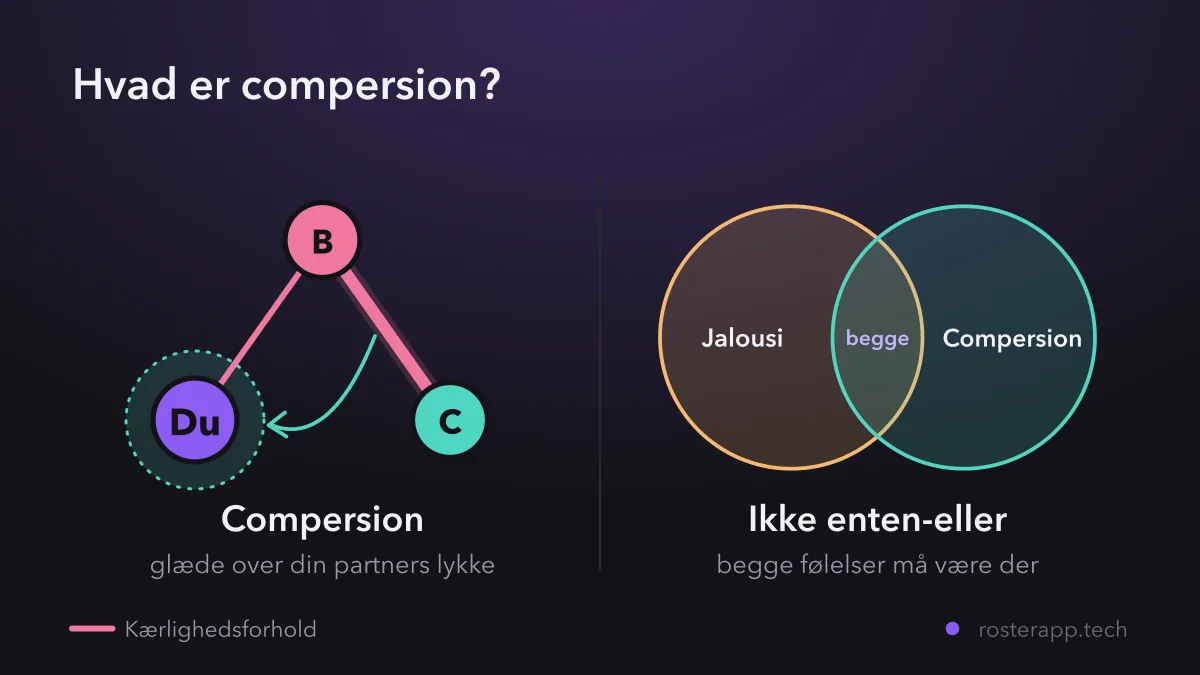 Hvad er compersion?
B
Du
C
Compersion
glæde over din partners lykke
Kærlighedsforhold
Jalousi
begge
Compersion
Ikke enten-eller
begge følelser må være der
rosterapp.tech